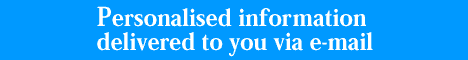 Personalised information
delivered to you via e-mail